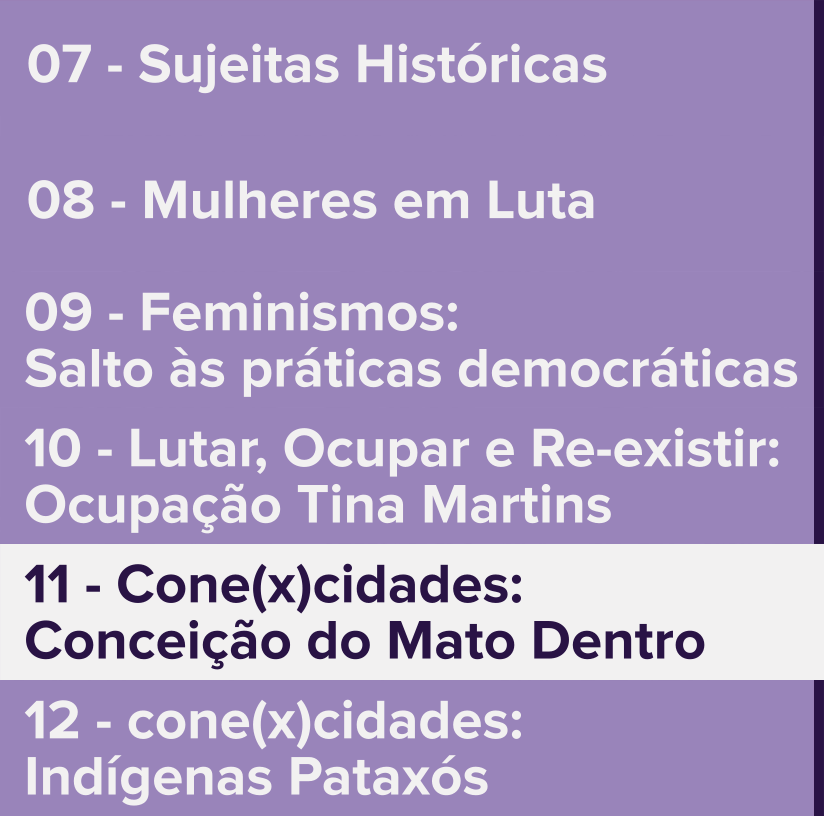 07 - Sujeitas Históricas
08 - Mulheres em Luta
09 - Feminismos:
Salto às práticas democráticas
10 - Lutar, Ocupar e Re-existir:
Ocupação Tina Martins
11 - Cone(x)cidades:
Conceição do Mato Dentro
12 - cone(x)cidades:
Indígenas Pataxós